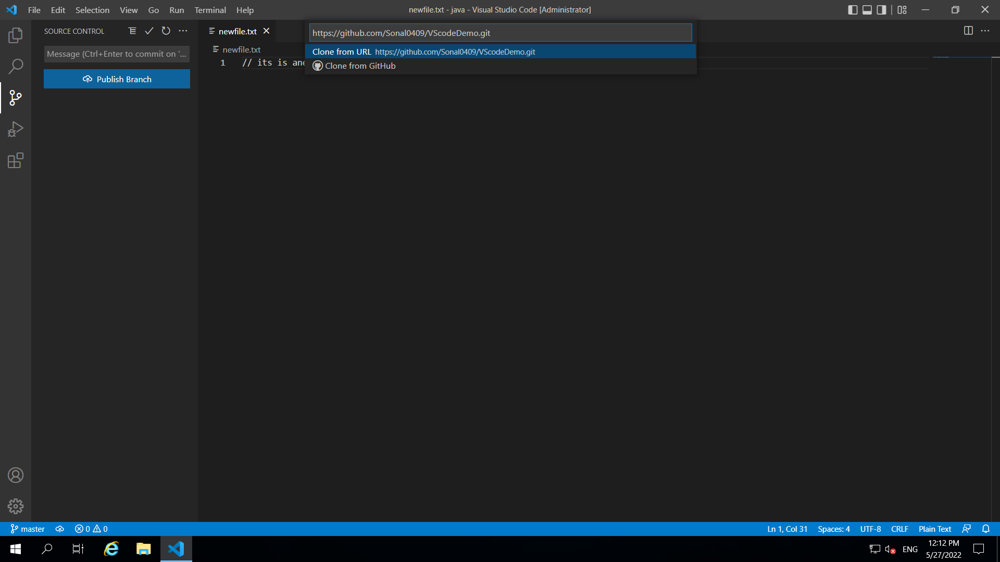 File Edit Selection View Go Run Terminal Help
newfile.txt - java - Visual Studio Code [Administrator]
SOURCE CONTROL
newfile.txt
https://github.com/Sonal0409/VScodeDemo.git
Clone from URL https://github.com/Sonal0409/VScodeDemo.git
Clone from GitHub
Message (Ctrl+Enter to commit on '...
newfile.txt
1 // its is ane
Publish Branch
master
0 0
Ln 1, Col 31 Spaces: 4 UTF-8 CRLF Plain Text
ENG
12:12 PM
5/27/2022